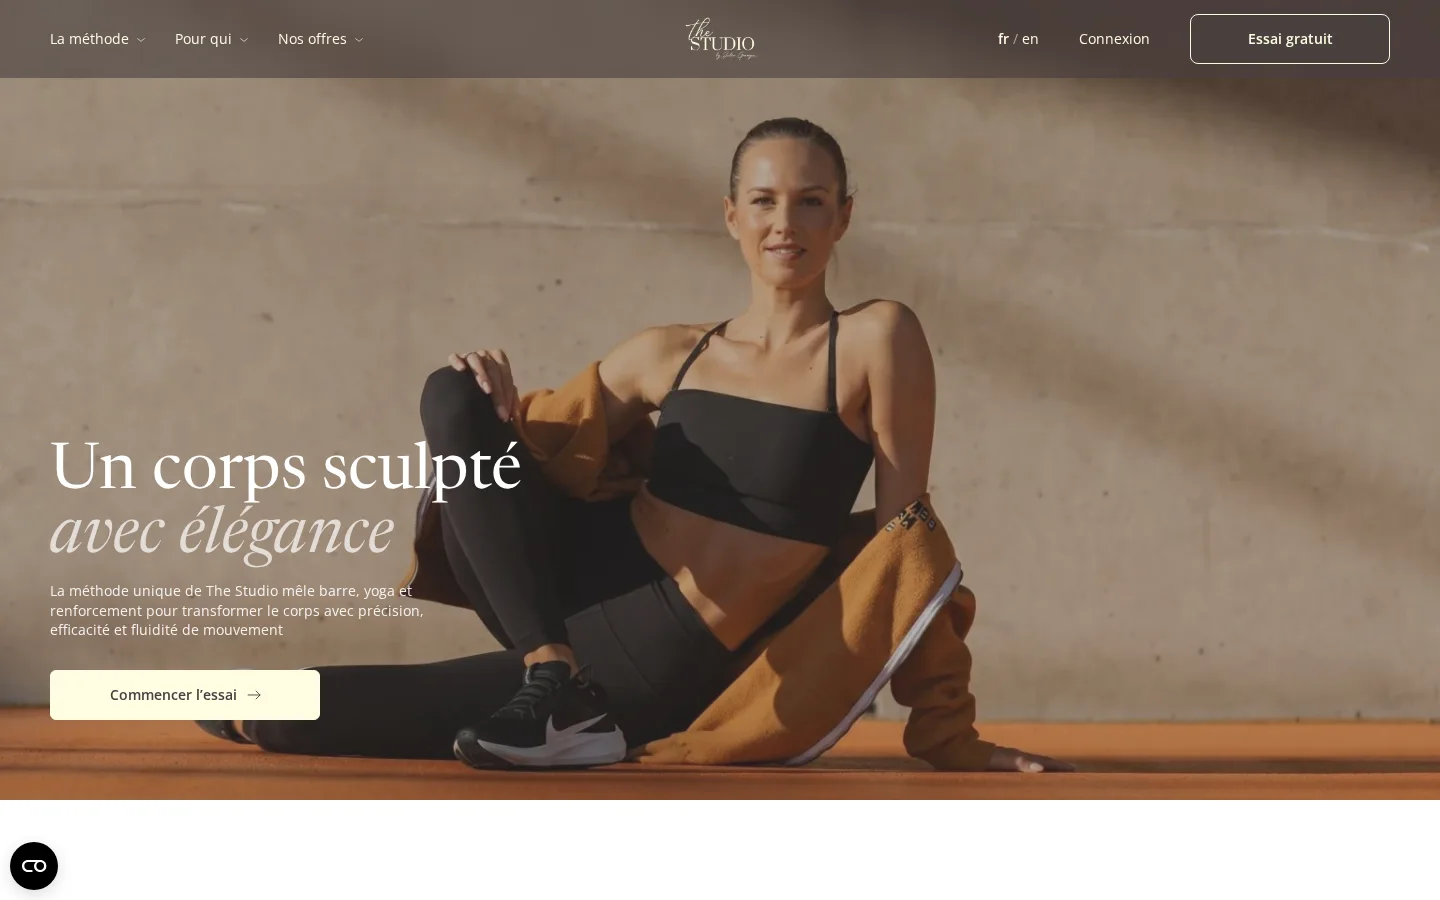 La méthode
Pour qui
Nos offres
the
STUDIO
fr / en
Connexion
Essai gratuit
Un corps sculpté
avec élégance
La méthode unique de The Studio mêle barre, yoga et
renforcement pour transformer le corps avec précision,
efficacité et fluidité de mouvement
Commencer l’essai